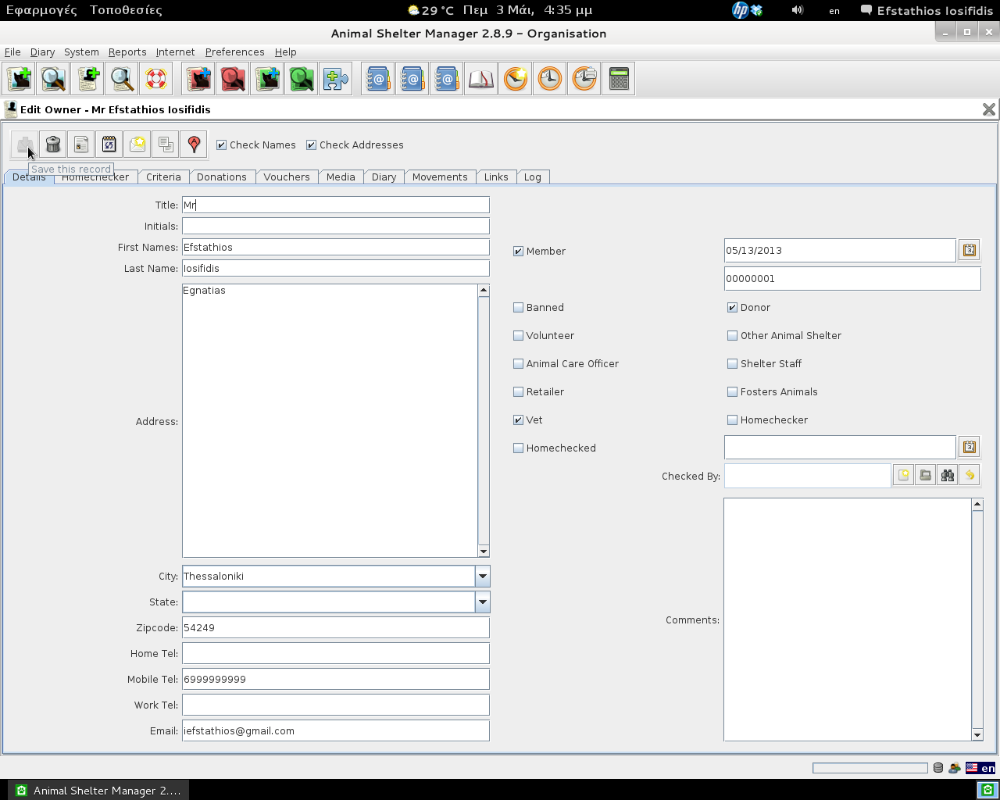 Εφαρμογές Τοποθεσίες 29 °C Πεμ 3 Μάι, 4:35 μμ en Efstathios Iosifidis
Animal Shelter Manager 2.8.9 – Organisation
File Diary System Reports Internet Preferences Help
Edit Owner - Mr Efstathios Iosifidis
Check Names Check Addresses
Save this record
Details Homechecker Criteria Donations Vouchers Media Diary Movements Links Log
Title: Mr
Initials:
First Names: Efstathios
Member 05/13/2013
Last Name: Iosifidis
00000001
Egnatias
Banned Donor
Volunteer Other Animal Shelter
Animal Care Officer Shelter Staff
Retailer Fosters Animals
Address:
Vet Homechecker
Homechecked
Checked By:
City: Thessaloniki
State:
Comments:
Zipcode: 54249
Home Tel:
Mobile Tel: 6999999999
Work Tel:
Email: iefstathios@gmail.com
en
Animal Shelter Manager 2....